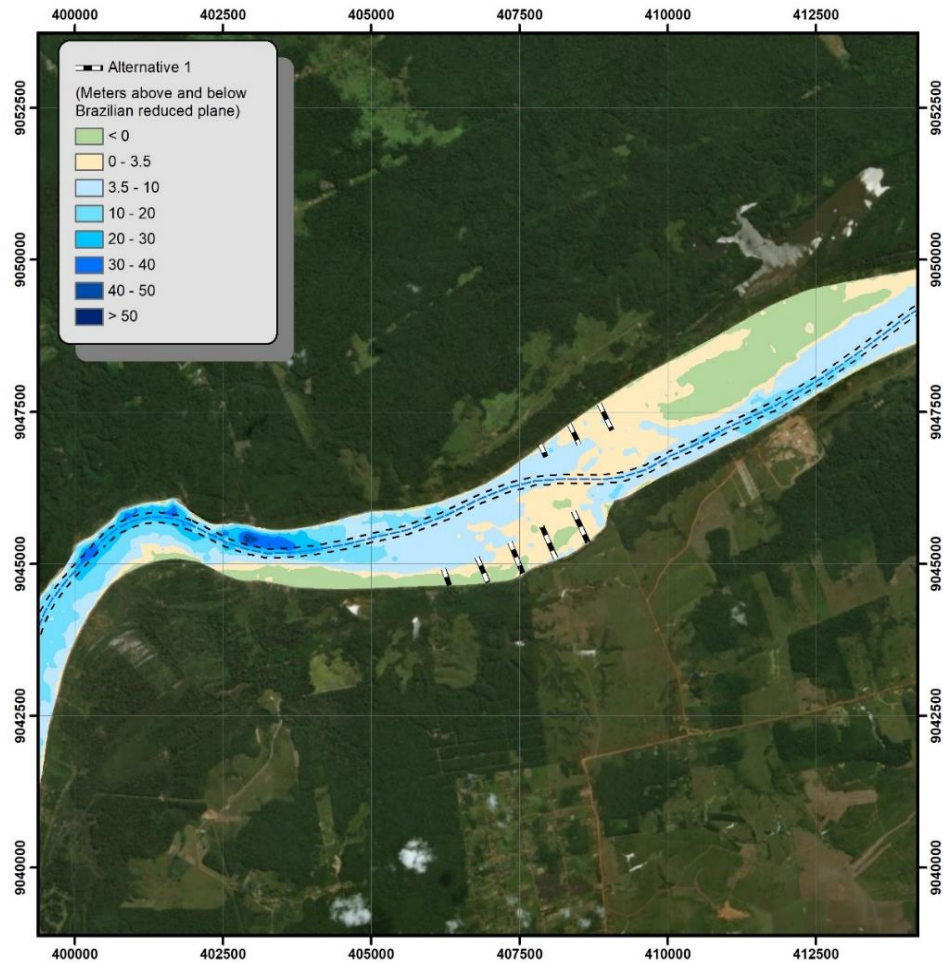 400000 402500 405000 407500 410000 412500
Alternative 1
(Meters above and below
Brazilian reduced plane)
< 0
0 - 3.5
3.5 - 10
10 - 20
20 - 30
30 - 40
40 - 50
> 50
9052500 9052500
9050000 9050000
9047500 9047500
9045000 9045000
9042500 9042500
9040000 9040000
400000 402500 405000 407500 410000 412500